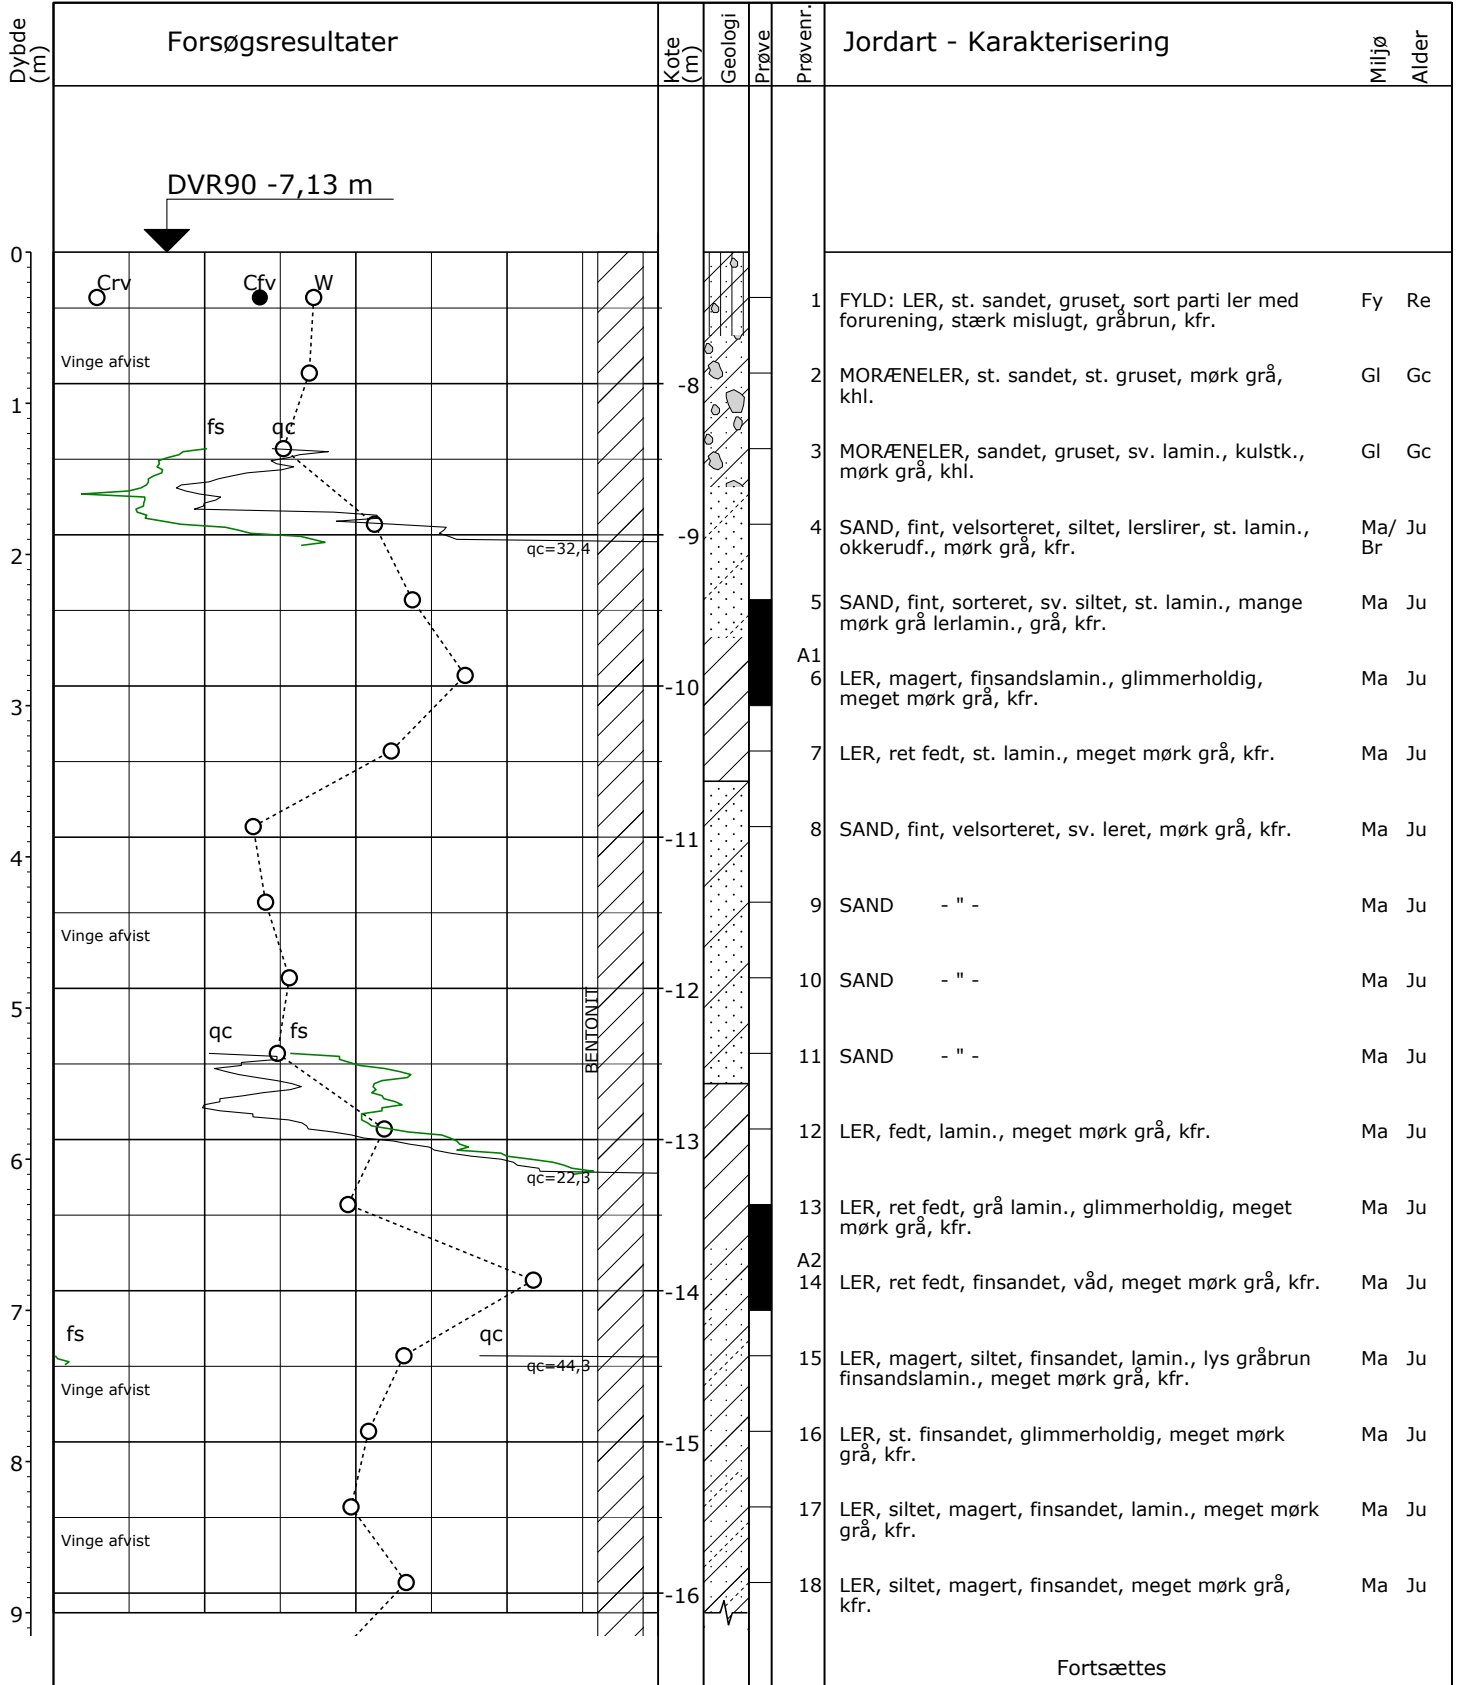 Dybde (m)
Forsøgsresultater
Kote (m)
Geologi
Prøve
Prøvenr.
Jordart - Karakterisering
Miljø
Alder
DVR90 -7,13 m
0
Crv
Cfv
W
1 FYLD: LER, st. sandet, gruset, sort parti ler med Fy Re
forurening, stærk mislugt, gråbrun, kfr.
Vinge afvist
2 MORÆNELER, st. sandet, st. gruset, mørk grå, Gl Gc
khl.
-8
1
fs
qc
3 MORÆNELER, sandet, gruset, sv. lamin., kulstk., Gl Gc
mørk grå, khl.
4 SAND, fint, velsorteret, siltet, lerslirer, st. lamin., Ma/ Ju
okkerudf., mørk grå, kfr. Br
-9
qc=32,4
2
5 SAND, fint, sorteret, sv. siltet, st. lamin., mange Ma Ju
mørk grå lerlamin., grå, kfr.
A1
6 LER, magert, finsandslamin., glimmerholdig, Ma Ju
meget mørk grå, kfr.
-10
3
7 LER, ret fedt, st. lamin., meget mørk grå, kfr. Ma Ju
8 SAND, fint, velsorteret, sv. leret, mørk grå, kfr. Ma Ju
-11
4
9 SAND - " - Ma Ju
Vinge afvist
10 SAND - " - Ma Ju
-12
5
BENTONIT
qc
fs
11 SAND - " - Ma Ju
12 LER, fedt, lamin., meget mørk grå, kfr. Ma Ju
-13
6
qc=22,3
13 LER, ret fedt, grå lamin., glimmerholdig, meget Ma Ju
mørk grå, kfr.
A2
14 LER, ret fedt, finsandet, våd, meget mørk grå, kfr. Ma Ju
-14
7
fs
qc
15 LER, magert, siltet, finsandet, lamin., lys gråbrun Ma Ju
finsandslamin., meget mørk grå, kfr.
qc=44,3
Vinge afvist
16 LER, st. finsandet, glimmerholdig, meget mørk Ma Ju
grå, kfr.
-15
8
17 LER, siltet, magert, finsandet, lamin., meget mørk Ma Ju
grå, kfr.
Vinge afvist
18 LER, siltet, magert, finsandet, meget mørk grå, Ma Ju
kfr.
-16
9
Fortsættes